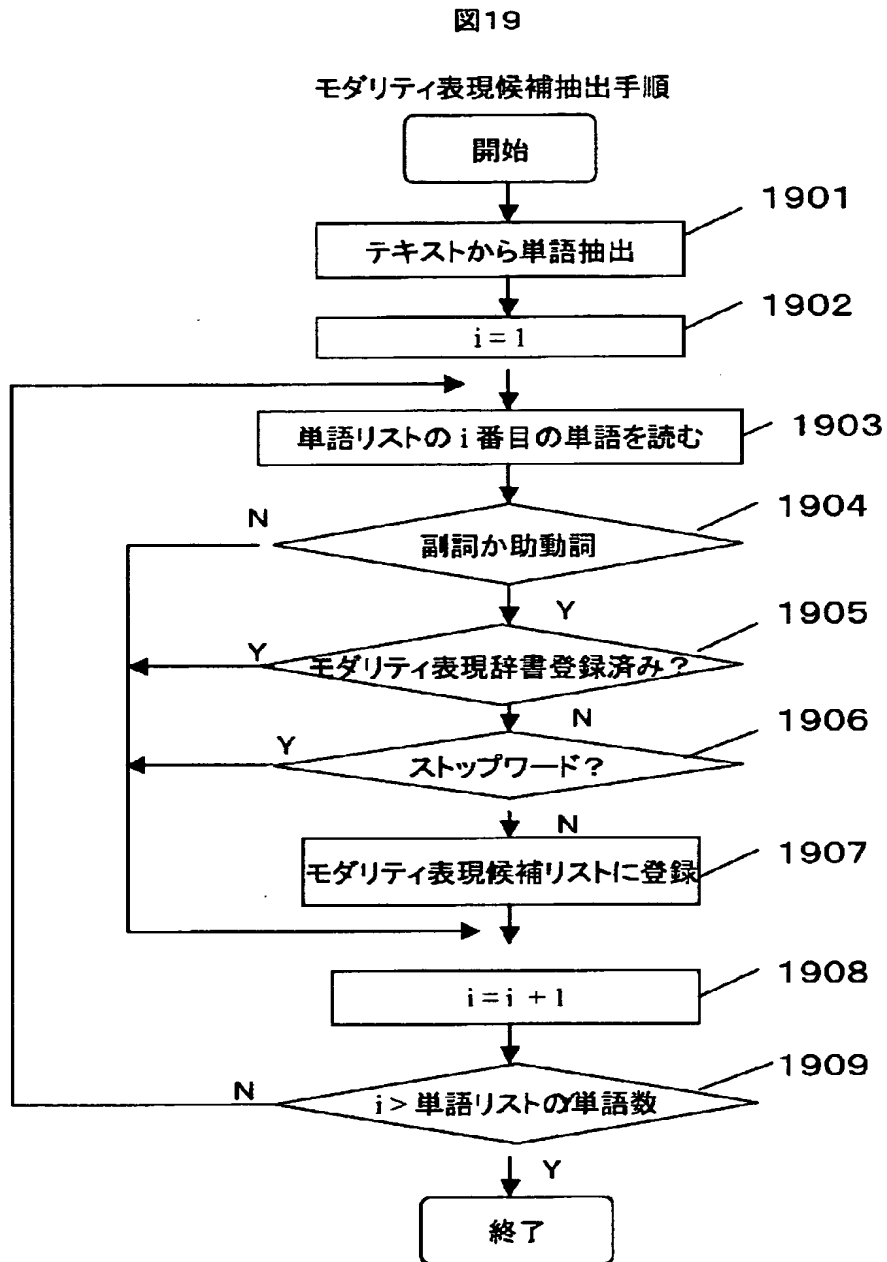 図19
モダリティ表現候補抽出手順
開始
1901
テキストから単語抽出
1902
i = 1
1903
単語リストの i 番目の単語を読む
1904
N
副詞か助動詞
Y
1905
Y
モダリティ表現辞書登録済み？
N
1906
Y
ストップワード？
N
1907
モダリティ表現候補リストに登録
1908
i = i + 1
1909
N
i > 単語リストの単語数
Y
Y
終了